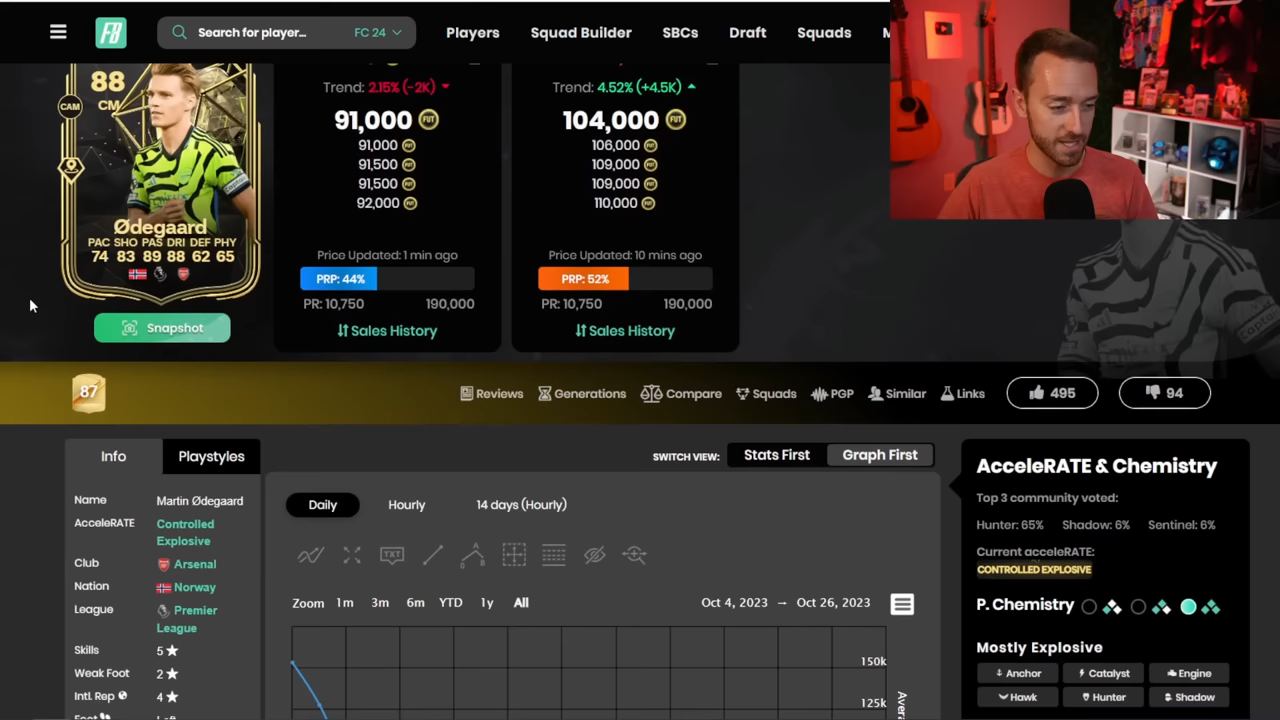 FB
Search for player...
FC 24
Players
Squad Builder
SBCs
Draft
Squads
88
CM
CAM
Captain
Ødegaard
PAC SHO PAS DRI DEF PHY
74 83 89 88 62 65
Snapshot
Trend: 2.15% (-2K)
91,000
91,000
91,500
91,500
92,000
Price Updated: 1 min ago
PRP: 44%
PR: 10,750
190,000
Sales History
Trend: 4.52% (+4.5K)
104,000
106,000
109,000
109,000
110,000
Price Updated: 10 mins ago
PRP: 52%
PR: 10,750
190,000
Sales History
87
Reviews
Generations
Compare
Squads
PGP
Similar
Links
495
94
Info
Playstyles
Name
Martin Ødegaard
AcceleRATE
Controlled
Explosive
Club
Arsenal
Nation
Norway
League
Premier
League
Skills
5
Weak Foot
2
Intl. Rep
4
SWITCH VIEW:
Stats First
Graph First
Daily
Hourly
14 days (Hourly)
TXT
Zoom
1m
3m
6m
YTD
1y
All
Oct 4, 2023 → Oct 26, 2023
150k
125k
AcceleRATE & Chemistry
Top 3 community voted:
Hunter: 65%
Shadow: 6%
Sentinel: 6%
Current acceleRATE:
CONTROLLED EXPLOSIVE
P. Chemistry
Mostly Explosive
Anchor
Catalyst
Engine
Hawk
Hunter
Shadow